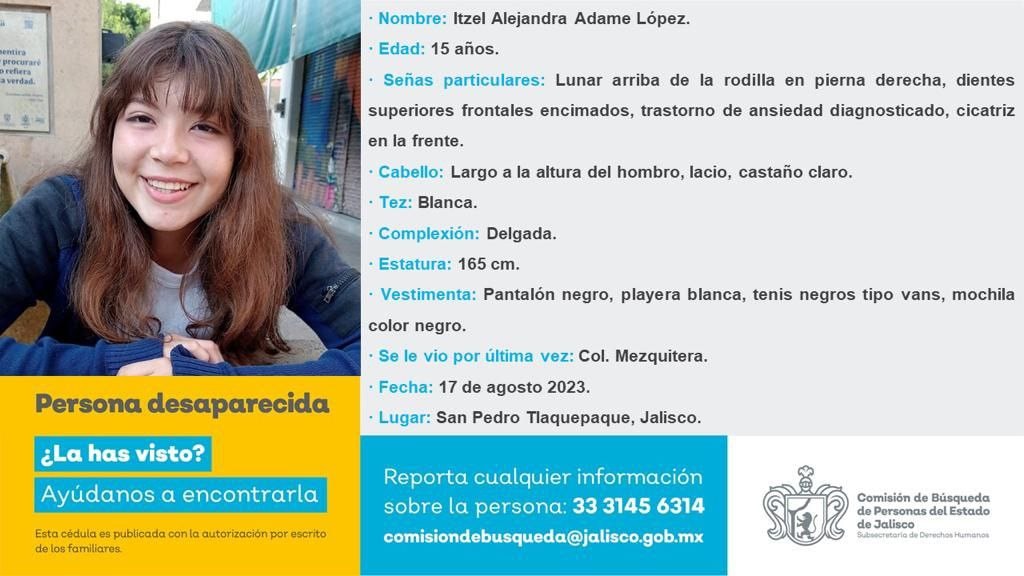 mentira
y procuraré
o refiera
a verdad.
· Nombre: Itzel Alejandra Adame López.
· Edad: 15 años.
· Señas particulares: Lunar arriba de la rodilla en pierna derecha, dientes
superiores frontales encimados, trastorno de ansiedad diagnosticado, cicatriz
en la frente.
· Cabello: Largo a la altura del hombro, lacio, castaño claro.
· Tez: Blanca.
· Complexión: Delgada.
· Estatura: 165 cm.
· Vestimenta: Pantalón negro, playera blanca, tenis negros tipo vans, mochila
color negro.
· Se le vio por última vez: Col. Mezquitera.
· Fecha: 17 de agosto 2023.
· Lugar: San Pedro Tlaquepaque, Jalisco.
Persona desaparecida
¿La has visto?
Ayúdanos a encontrarla
Esta cédula es publicada con la autorización por escrito
de los familiares.
Reporta cualquier información
sobre la persona: 33 3145 6314
comisiondebusqueda@jalisco.gob.mx
Comisión de Búsqueda
de Personas del Estado
de Jalisco
Subsecretaría de Derechos Humanos